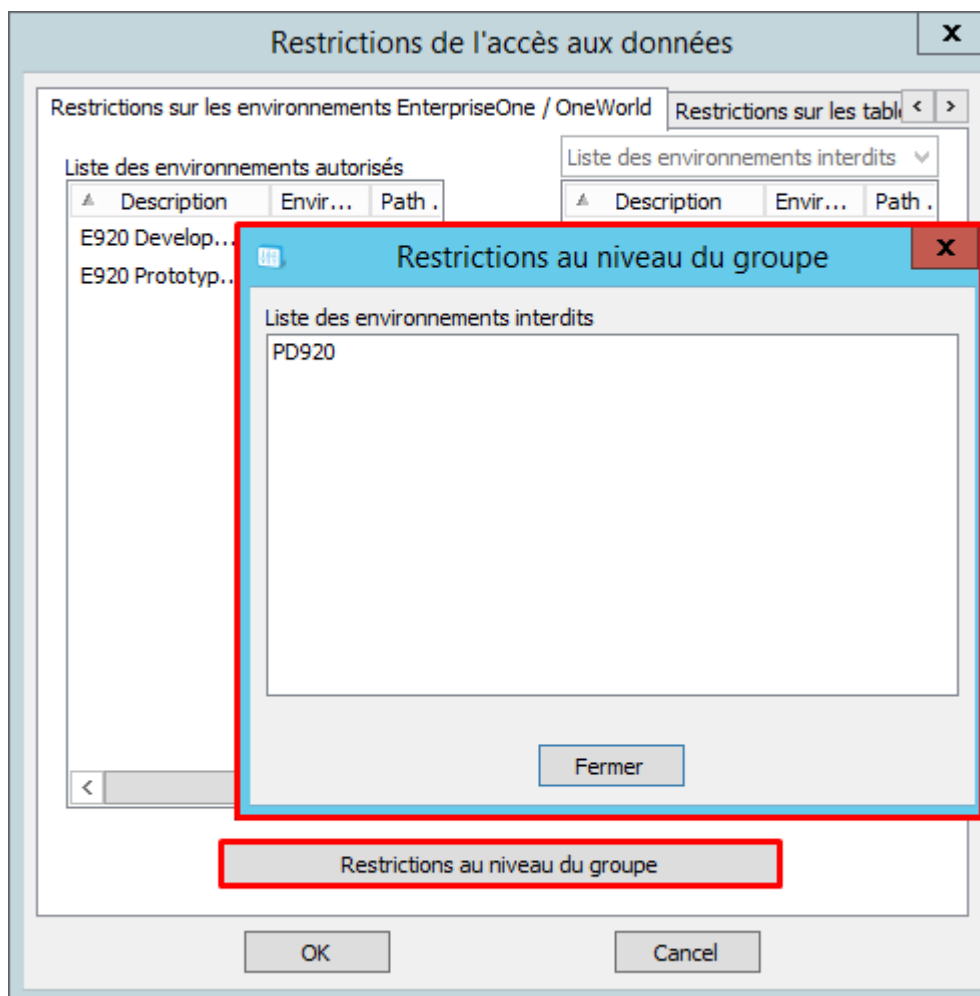 Restrictions de l'accès aux données
x
Restrictions sur les environnements EnterpriseOne / OneWorld
Restrictions sur les table
Liste des environnements autorisés
Liste des environnements interdits
Description Envir... Path .
Description Envir... Path .
E920 Develop...
E920 Prototyp...
Restrictions au niveau du groupe
x
Liste des environnements interdits
PD920
Fermer
Restrictions au niveau du groupe
OK
Cancel